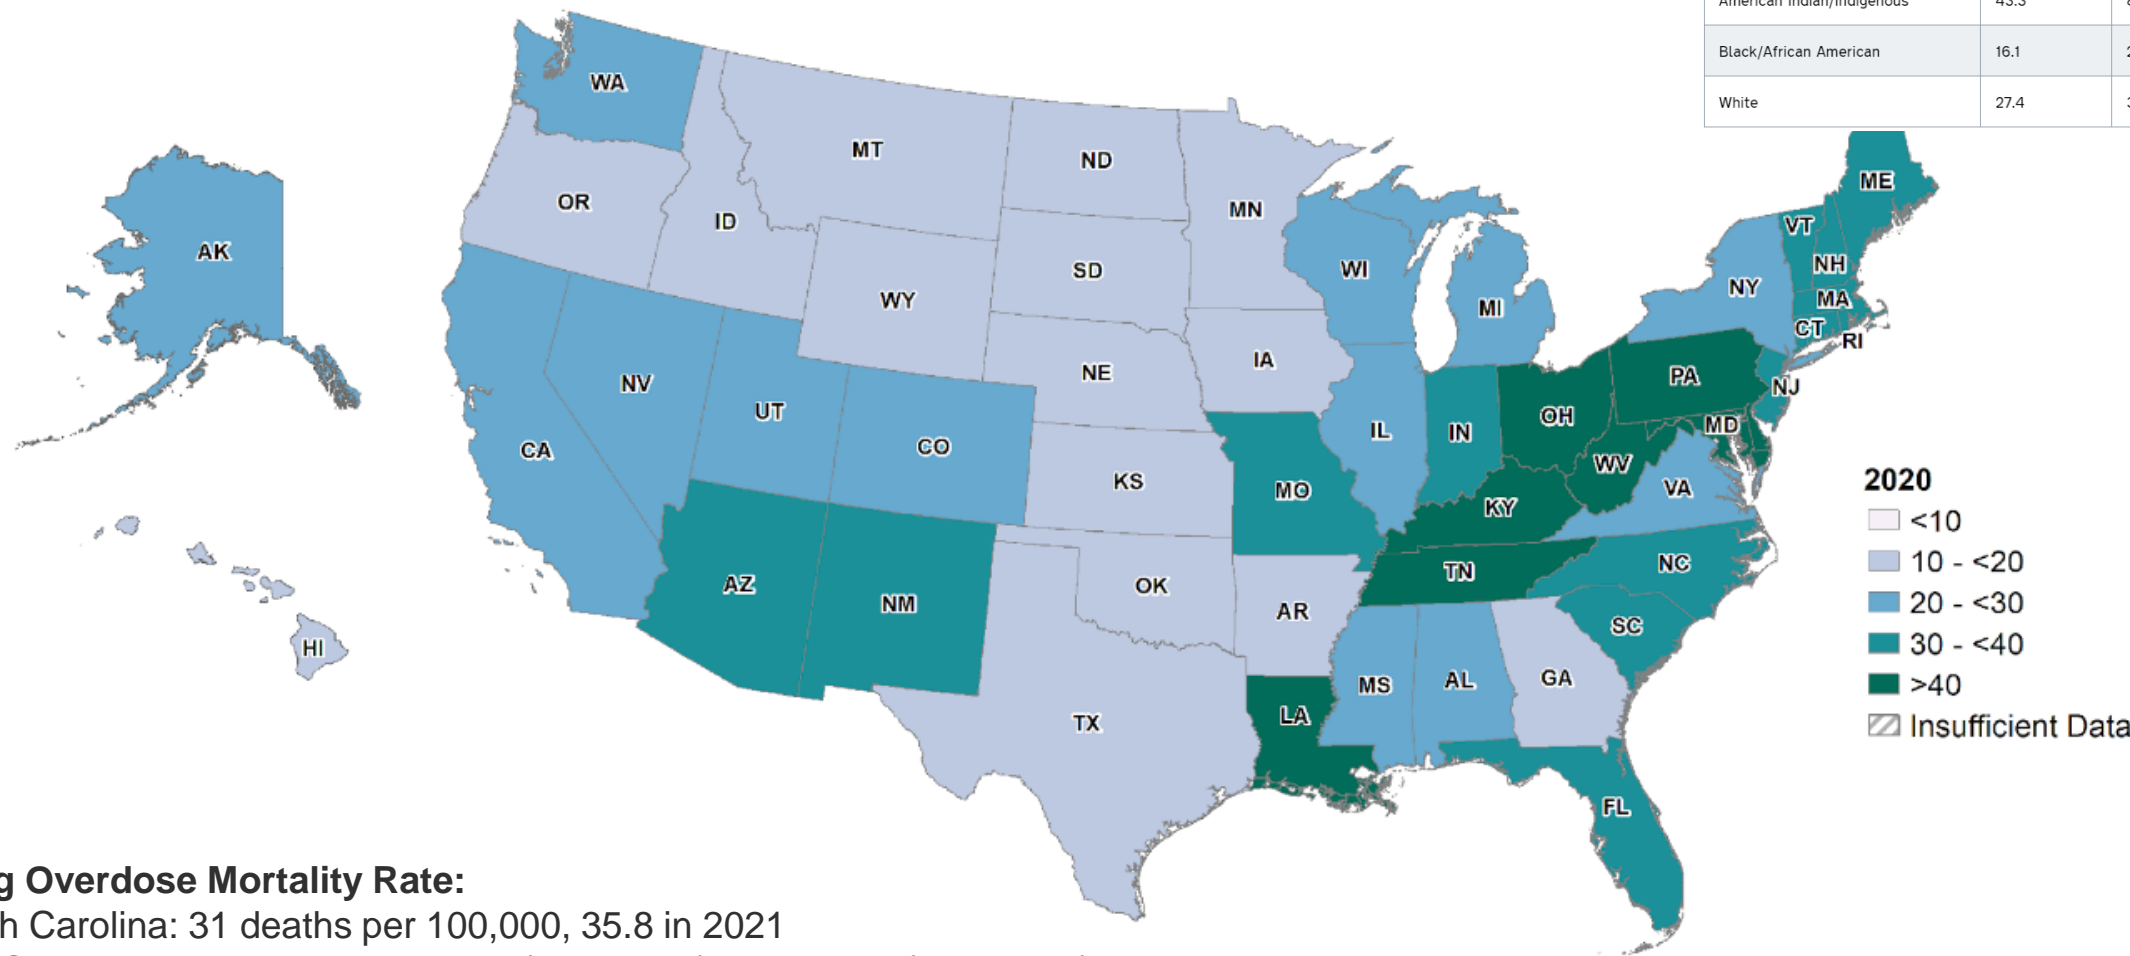 American Indian/Indigenous 43.3
Black/African American 16.1
White 27.4
WA
MT
ND
MN
OR
ID
SD
WY
WI
MI
ME
VT
NH
NY
MA
CT
RI
AK
NV
UT
CO
NE
IA
IL
IN
OH
PA
NJ
MD
WV
VA
CA
KS
MO
KY
AZ
NM
OK
AR
TN
NC
SC
HI
TX
LA
MS
AL
GA
FL
2020
<10
10 - <20
20 - <30
30 - <40
>40
Insufficient Data
Overdose Mortality Rate:
Carolina: 31 deaths per 100,000, 35.8 in 2021